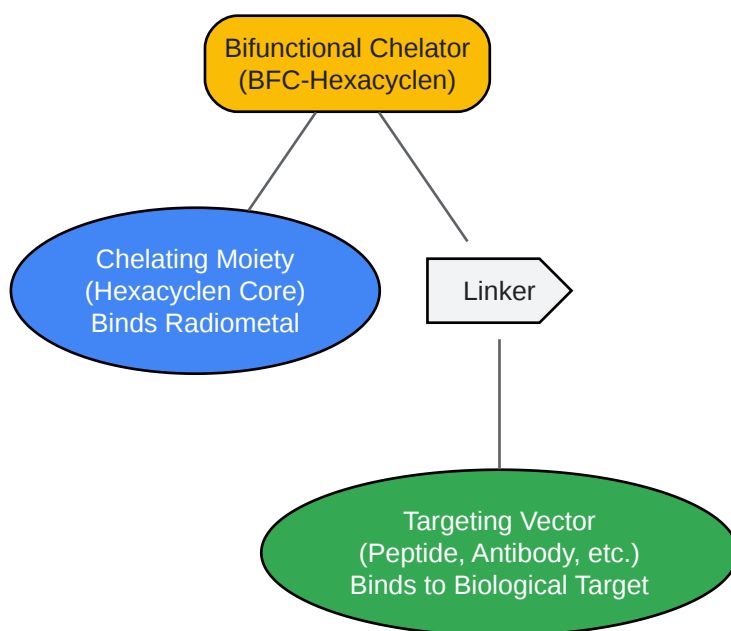 Bifunctional Chelator
(BFC-Hexacyclen)
Chelating Moiety
(Hexacyclen Core)
Binds Radiometal
Linker
Targeting Vector
(Peptide, Antibody, etc.)
Binds to Biological Target